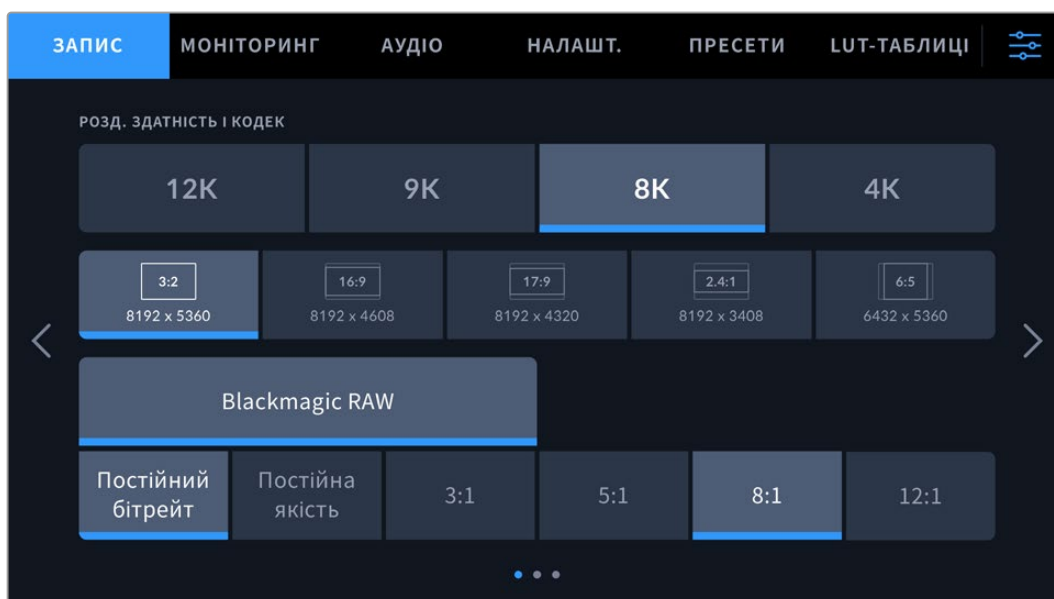 ЗАПИС МОНІТОРИНГ АУДІО НАЛАШТ. ПРЕСЕТИ LUT-ТАБЛИЦІ
РОЗД. ЗДАТНІСТЬ І КОДЕК
12K 9K 8K 4K
3:2 16:9 17:9 2.4:1 6:5
8192 x 5360 8192 x 4608 8192 x 4320 8192 x 3408 6432 x 5360
Blackmagic RAW
Постійний Постійна
бітрейт якість 3:1 5:1 8:1 12:1